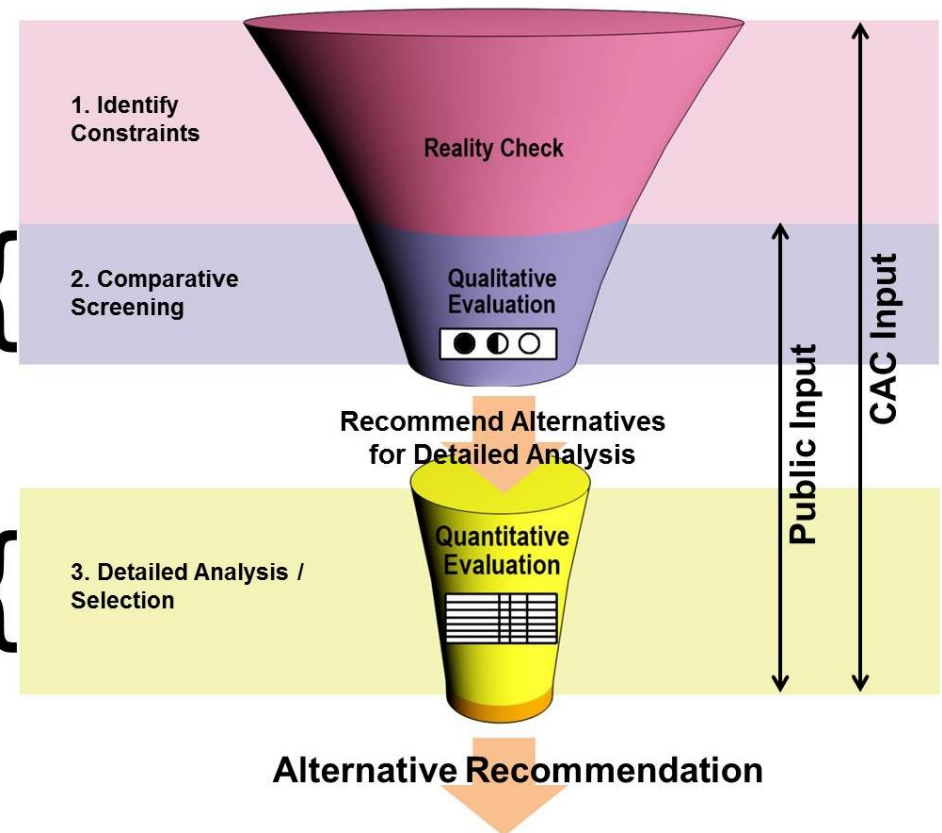 1. Identify
Constraints
Reality Check
2. Comparative
Screening
Qualitative
Evaluation
Recommend Alternatives
for Detailed Analysis
3. Detailed Analysis /
Selection
Quantitative
Evaluation
Public Input
CAC Input
Alternative Recommendation